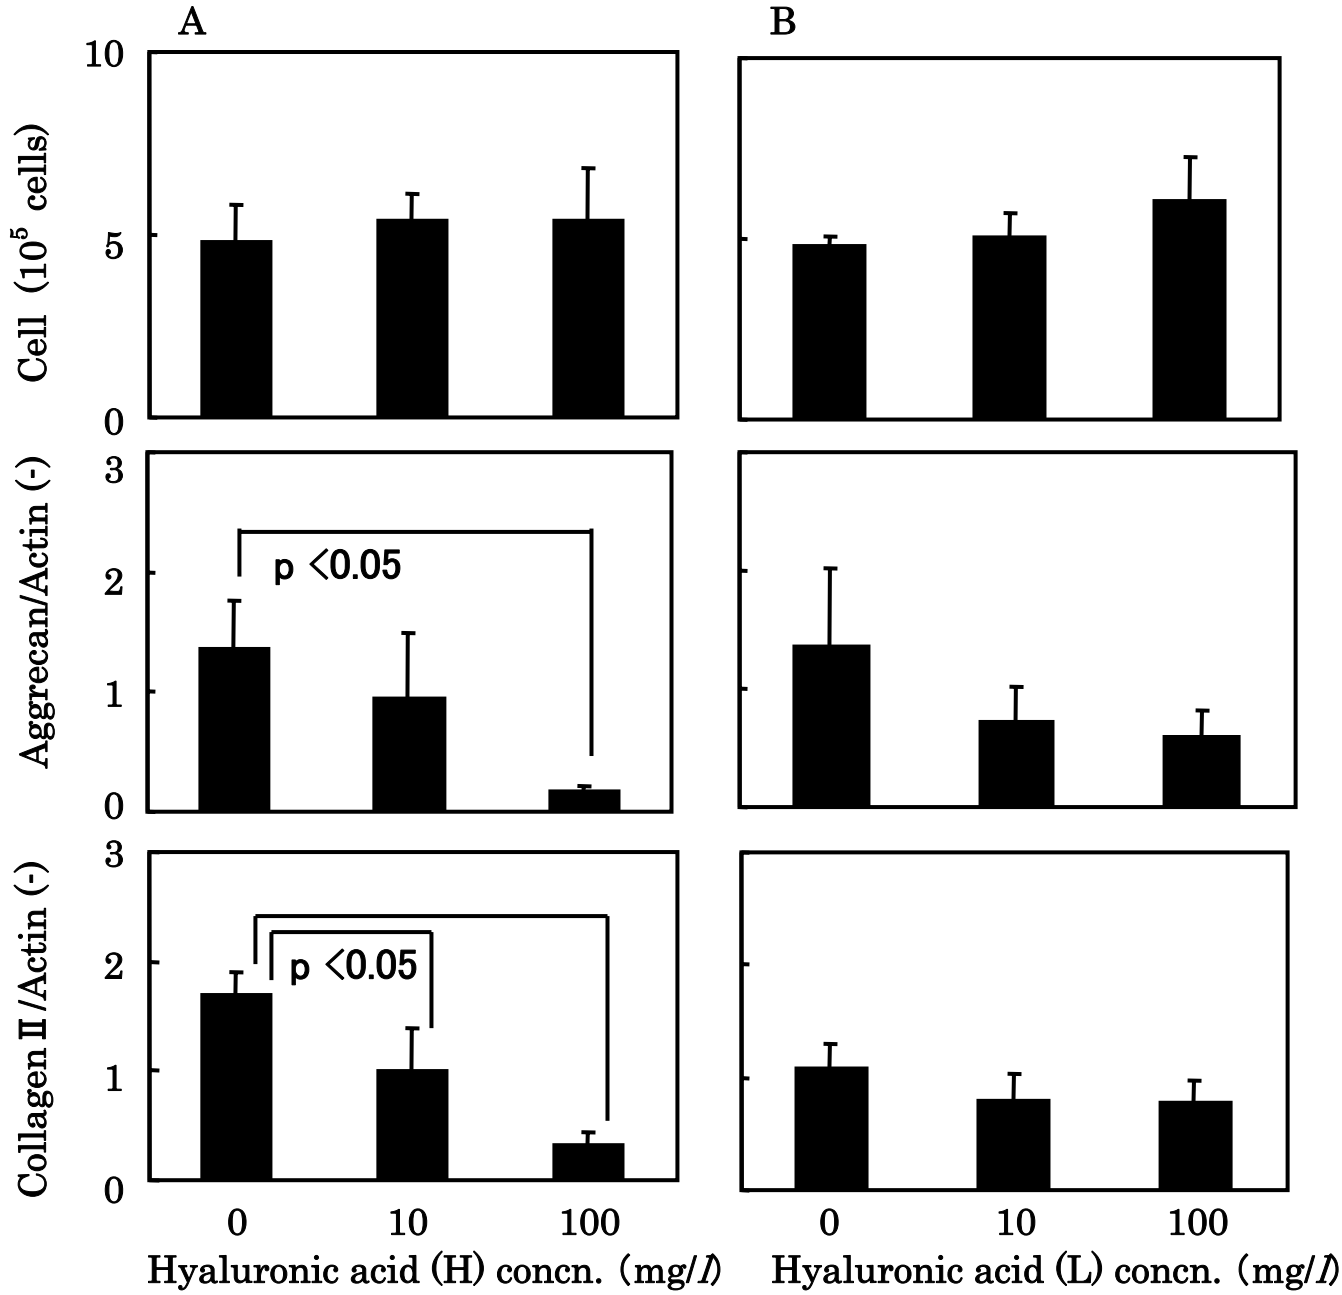 A
B
10
5
0
Cell (10⁵ cells)
3
2
1
0
Aggrecan/Actin (-)
p <0.05
3
2
1
0
Collagen II/Actin (-)
p <0.05
0 10 100
0 10 100
Hyaluronic acid (H) concn. (mg/l)
Hyaluronic acid (L) concn. (mg/l)